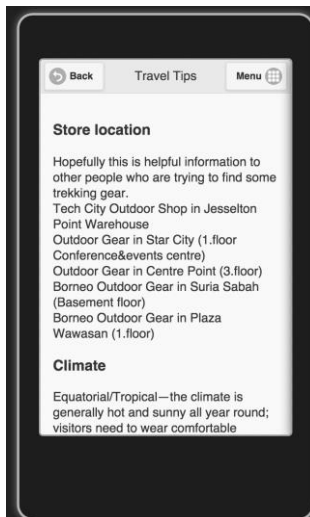 Back
Travel Tips
Menu
Store location
Hopefully this is helpful information to
other people who are trying to find some
trekking gear.
Tech City Outdoor Shop in Jesselton
Point Warehouse
Outdoor Gear in Star City (1.floor
Conference&events centre)
Outdoor Gear in Centre Point (3.floor)
Borneo Outdoor Gear in Suria Sabah
(Basement floor)
Borneo Outdoor Gear in Plaza
Wawasan (1.floor)
Climate
Equatorial/Tropical—the climate is
generally hot and sunny all year round;
visitors need to wear comfortable